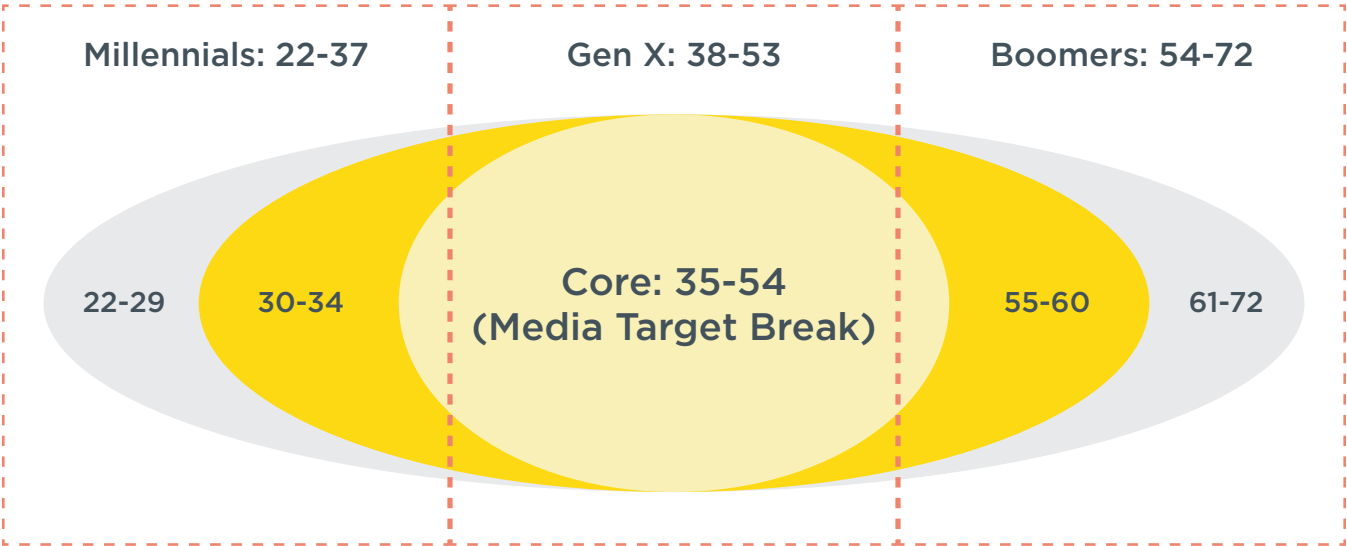 Millennials: 22-37
Gen X: 38-53
Boomers: 54-72
22-29
30-34
Core: 35-54
(Media Target Break)
55-60
61-72